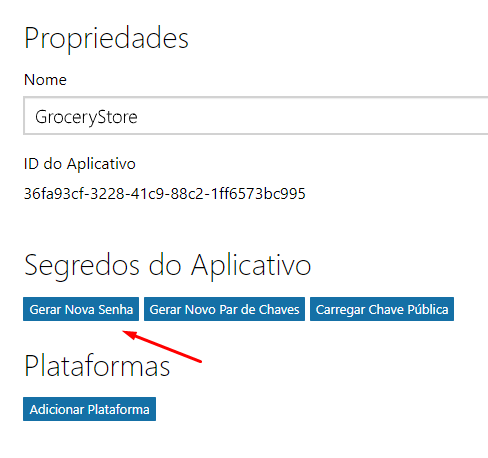 Propriedades
Nome
GroceryStore
ID do Aplicativo
36fa93cf-3228-41c9-88c2-1ff6573bc995
Segredos do Aplicativo
Gerar Nova Senha Gerar Novo Par de Chaves Carregar Chave Pública
Plataformas
Adicionar Plataforma